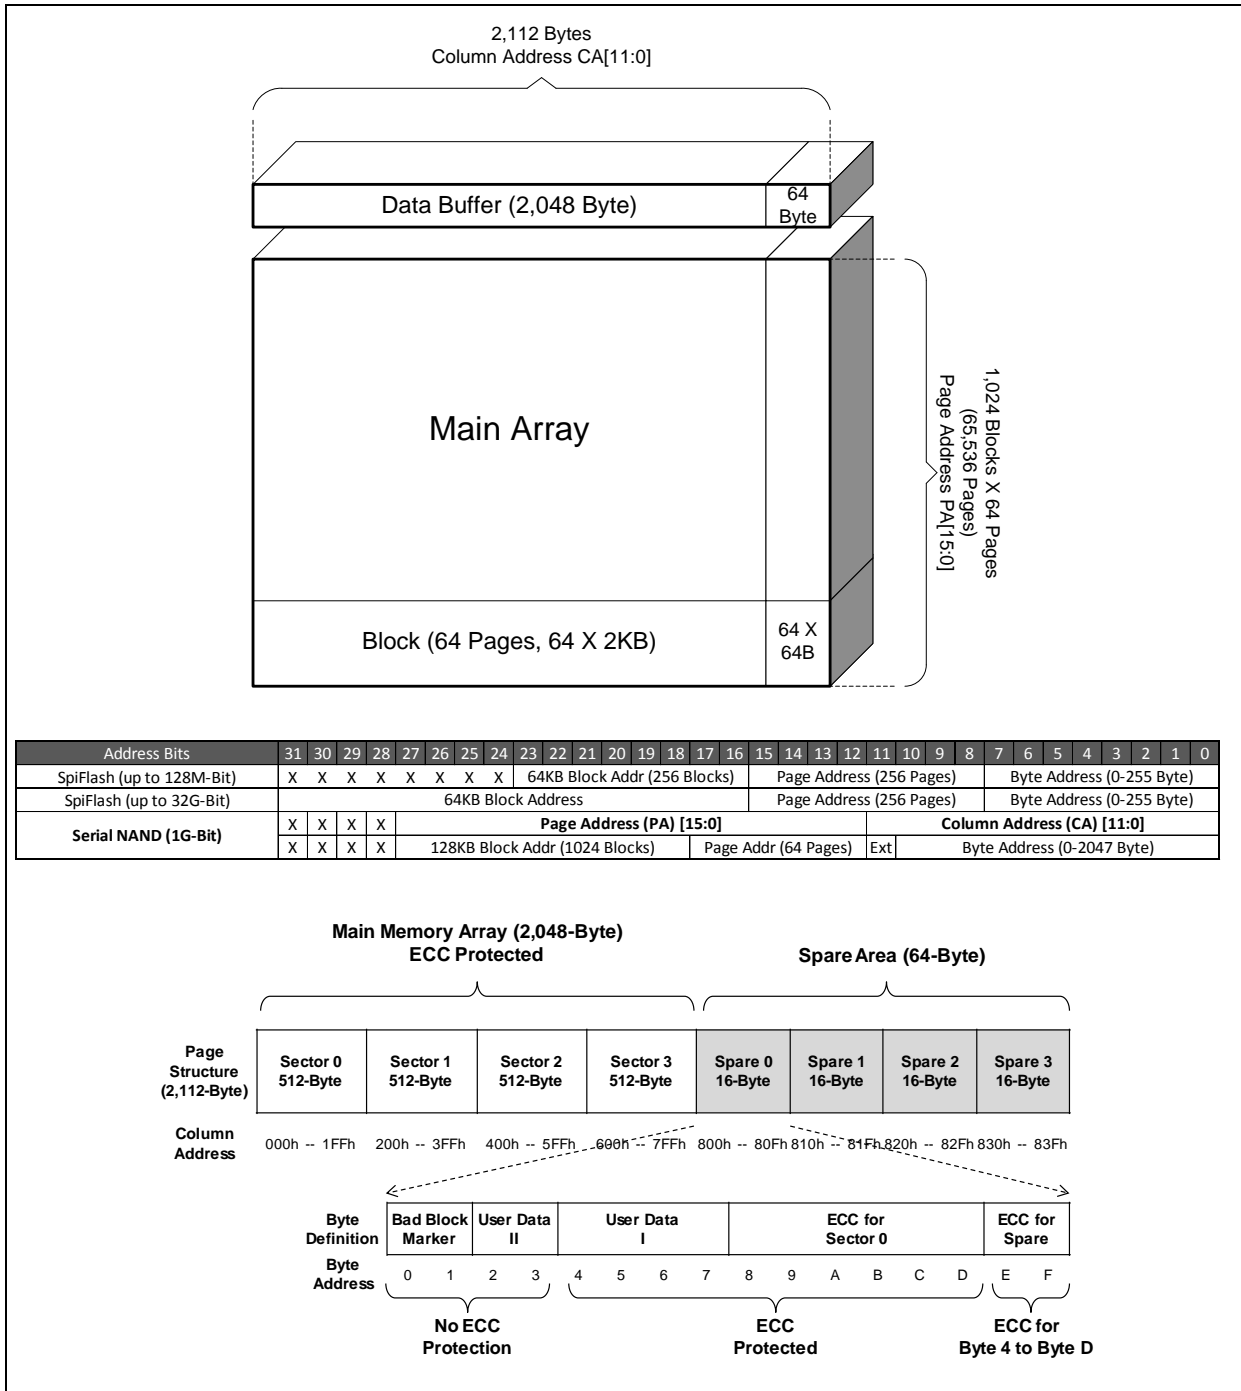 2,112 Bytes
Column Address CA[11:0]
Data Buffer (2,048 Byte)
64
Byte
Main Array
1,024 Blocks X 64 Pages
(65,536 Pages)
Page Address PA[15:0]
Block (64 Pages, 64 X 2KB)
64 X
64B
Address Bits 31 30 29 28 27 26 25 24 23 22 21 20 19 18 17 16 15 14 13 12 11 10 9 8 7 6 5 4 3 2 1 0
SpiFlash (up to 128M-Bit) X X X X X X X X 64KB Block Addr (256 Blocks) Page Address (256 Pages) Byte Address (0-255 Byte)
SpiFlash (up to 32G-Bit) 64KB Block Address Page Address (256 Pages) Byte Address (0-255 Byte)
Serial NAND (1G-Bit) X X X X Page Address (PA) [15:0] Column Address (CA) [11:0]
X X X X 128KB Block Addr (1024 Blocks) Page Addr (64 Pages) Ext Byte Address (0-2047 Byte)
Main Memory Array (2,048-Byte)
ECC Protected
Spare Area (64-Byte)
Page
Structure
(2,112-Byte)
Sector 0
512-Byte
Sector 1
512-Byte
Sector 2
512-Byte
Sector 3
512-Byte
Spare 0
16-Byte
Spare 1
16-Byte
Spare 2
16-Byte
Spare 3
16-Byte
Column
Address
000h -- 1FFh 200h -- 3FFh 400h -- 5FFh 600h -- 7FFh 800h -- 80Fh 810h -- 81Fh 820h -- 82Fh 830h -- 83Fh
Byte
Definition
Bad Block
Marker
User Data
II
User Data
I
ECC for
Sector 0
ECC for
Spare
Byte
Address
0 1 2 3 4 5 6 7 8 9 A B C D E F
No ECC
Protection
ECC
Protected
ECC for
Byte 4 to Byte D